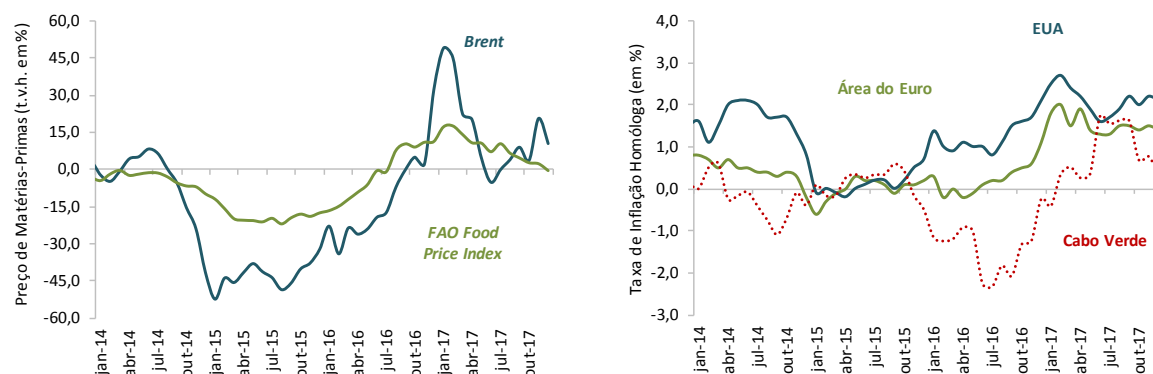 Preço de Matérias-Primas (t.v.h. em%)
60,0
45,0
30,0
15,0
0,0
-15,0
-30,0
-45,0
-60,0
Brent
FAO Food
Price Index
jan-14
abr-14
jul-14
out-14
jan-15
abr-15
jul-15
out-15
jan-16
abr-16
jul-16
out-16
jan-17
abr-17
jul-17
out-17
Taxa de Inflação Homóloga (em %)
4,0
3,0
2,0
1,0
0,0
-1,0
-2,0
-3,0
EUA
Área do Euro
Cabo Verde
jan-14
abr-14
jul-14
out-14
jan-15
abr-15
jul-15
out-15
jan-16
abr-16
jul-16
out-16
jan-17
abr-17
jul-17
out-17